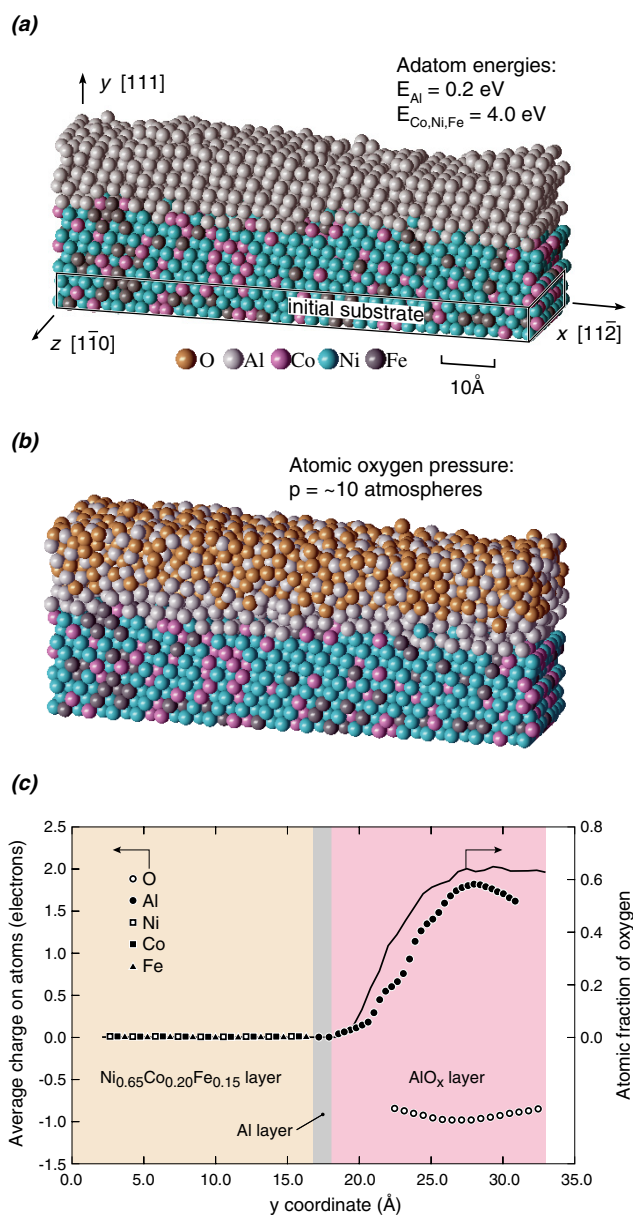 (a)
y [111]
Adatom energies:
E_Al = 0.2 eV
E_Co,Ni,Fe = 4.0 eV
initial substrate
z [11̄0]
x [112̄]
O Al Co Ni Fe
10Å
(b)
Atomic oxygen pressure:
p = ~10 atmospheres
(c)
Average charge on atoms (electrons)
2.5
2.0
1.5
1.0
0.5
0.0
-0.5
-1.0
-1.5
O
Al
Ni
Co
Fe
Ni0.65Co0.20Fe0.15 layer
Al layer
AlOx layer
0.8
0.6
0.4
0.2
0.0
Atomic fraction of oxygen
0.0 5.0 10.0 15.0 20.0 25.0 30.0 35.0
y coordinate (Å)